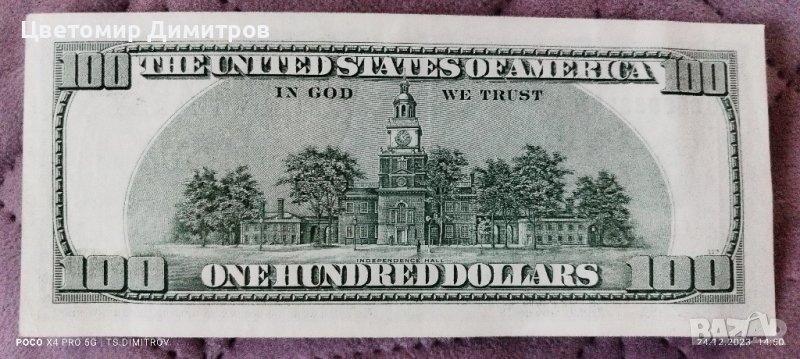 Цветомир Димитров
100 THE UNITED STATES OF AMERICA 100
IN GOD WE TRUST
INDEPENDENCE HALL
100 ONE HUNDRED DOLLARS 100
POCO X4 PRO 5G | TS.DIMITROV
BAZAR
24.12.2023 14:50